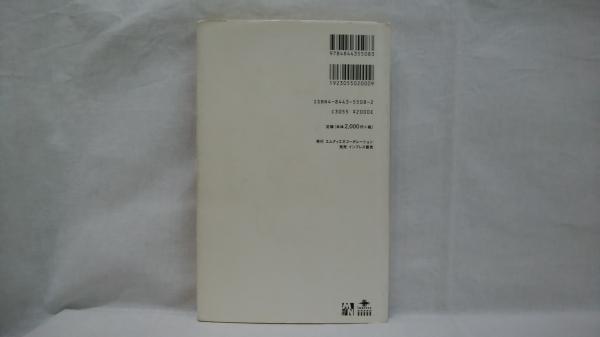 9784844355083
1923055020009
ISBN4-8443-5508-2
C3055 ¥2000E
定価[本体2,000円+税]
発行 エムディエヌコーポレーション
発売 インプレス販売